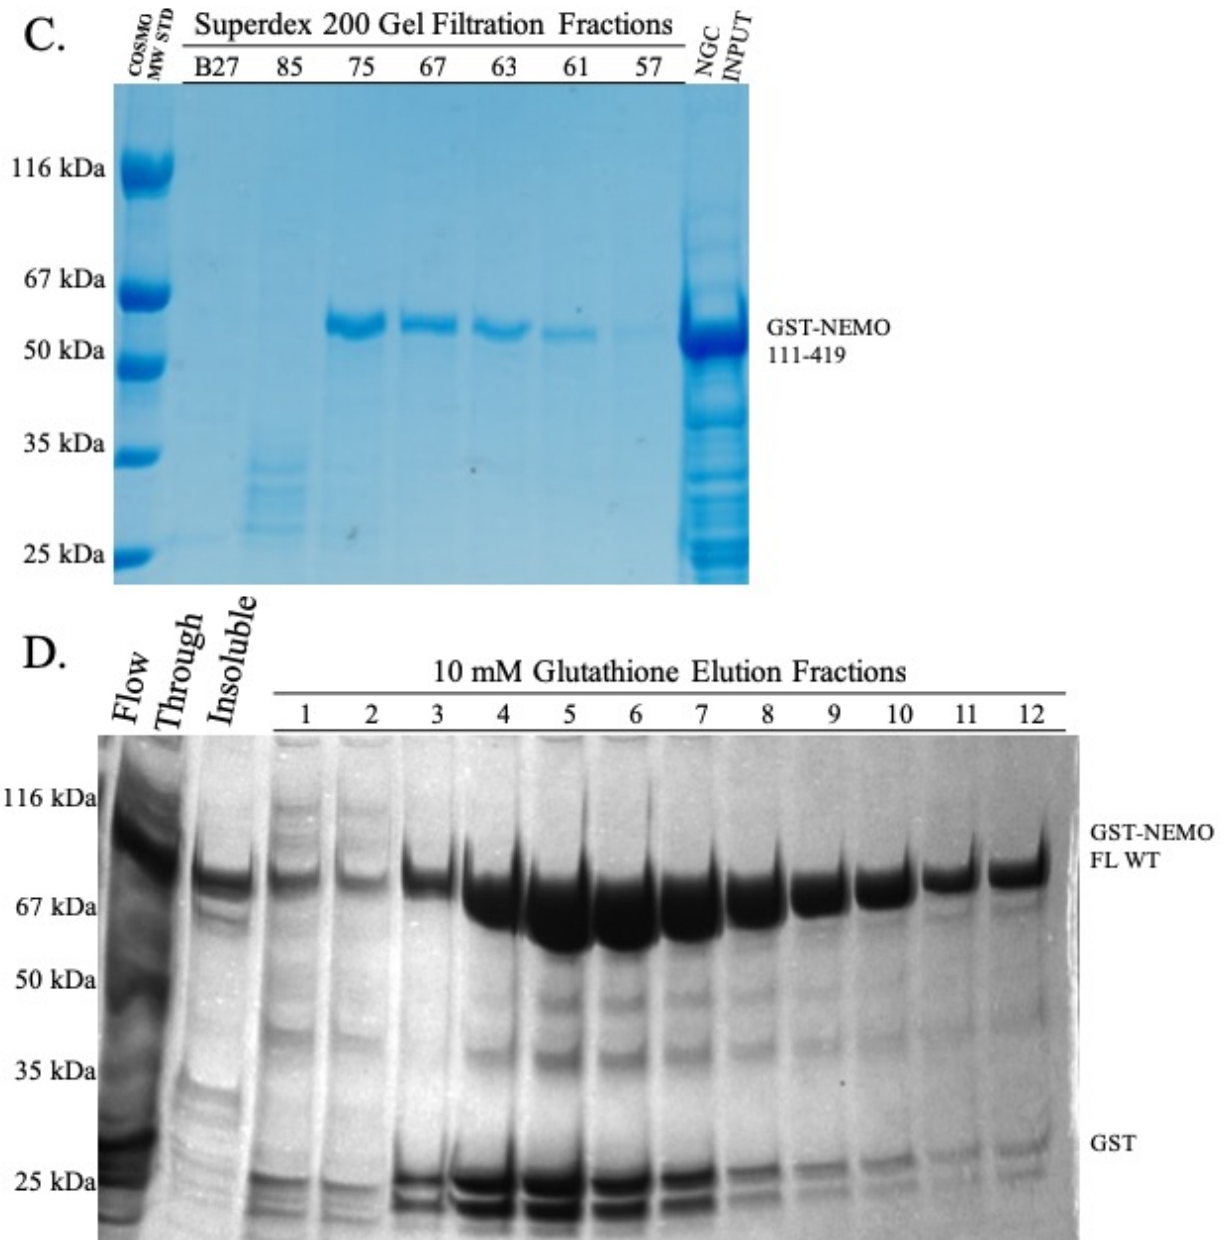 C.
COSMO
MW STD
Superdex 200 Gel Filtration Fractions
NGC
INPUT
B27 85 75 67 63 61 57
116 kDa
67 kDa
50 kDa
35 kDa
25 kDa
GST-NEMO
111-419
D.
Flow
Through
Insoluble
10 mM Glutathione Elution Fractions
1 2 3 4 5 6 7 8 9 10 11 12
116 kDa
67 kDa
50 kDa
35 kDa
25 kDa
GST-NEMO
FL WT
GST